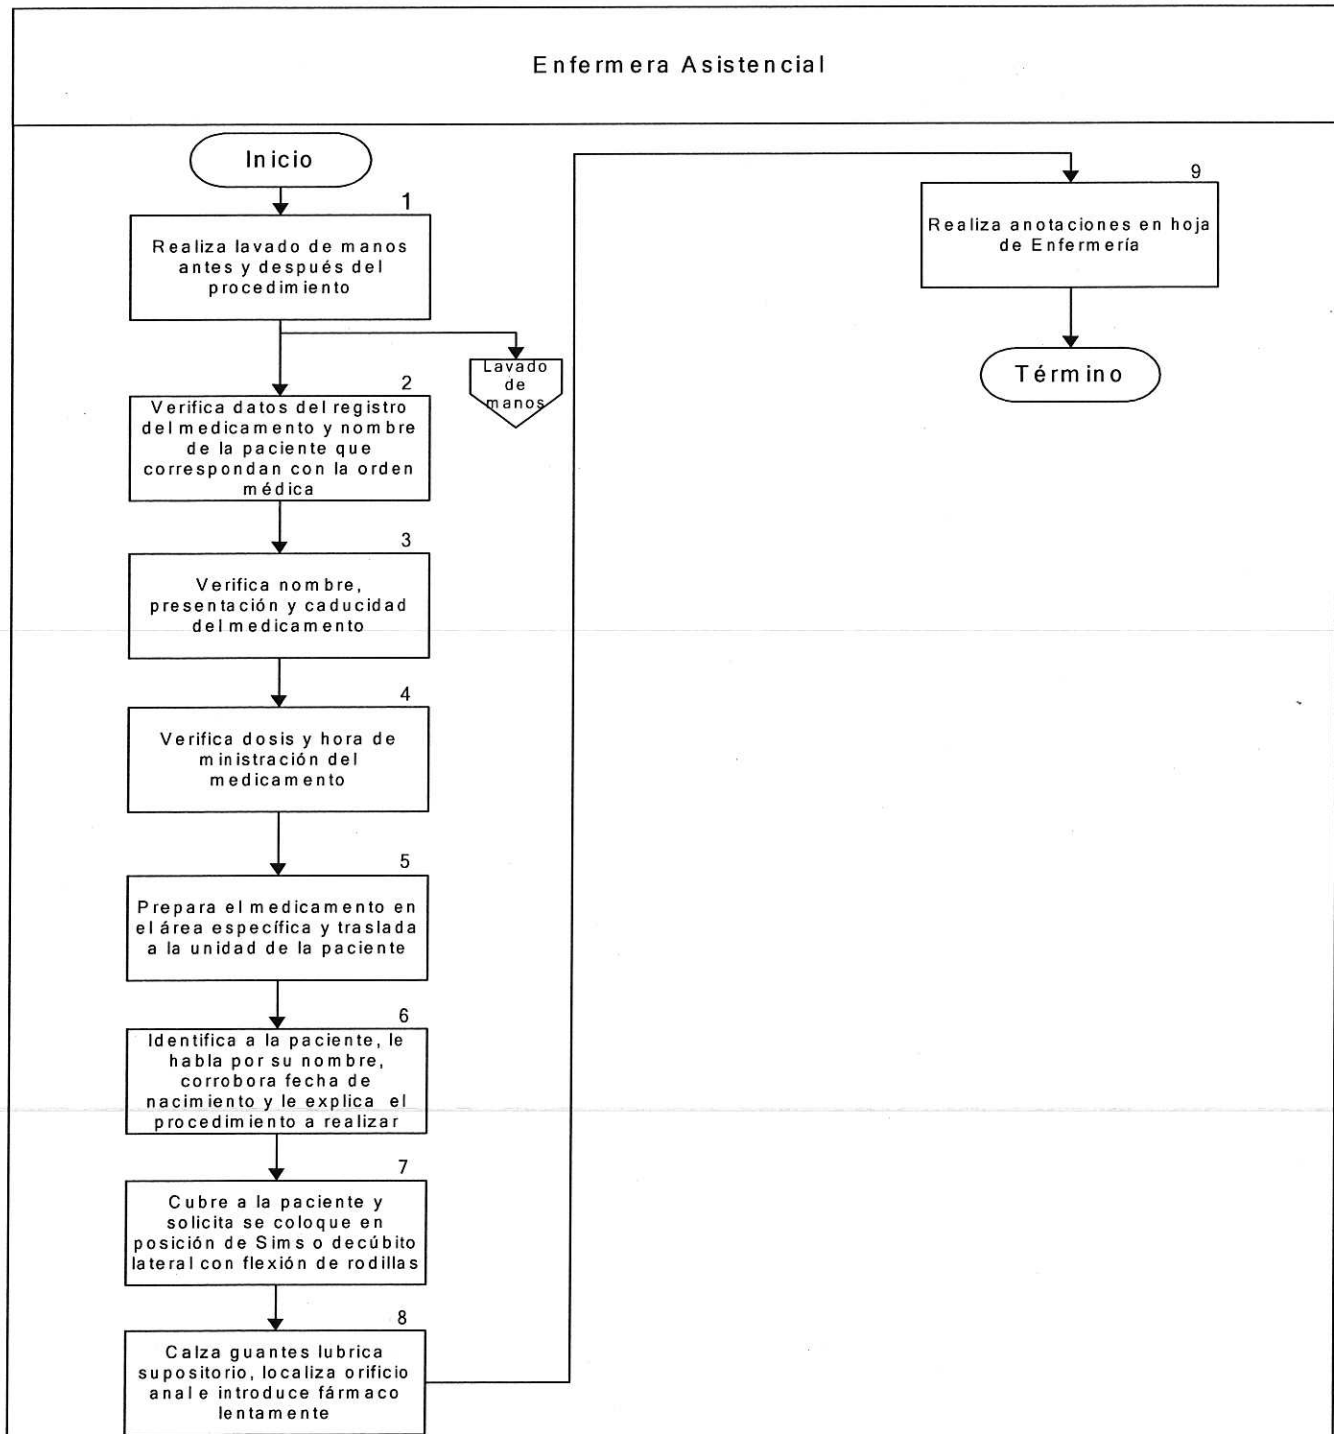 Enfermera Asistencial
Inicio
1
Realiza lavado de manos
antes y después del
procedimiento
Lavado
de
manos
2
Verifica datos del registro
del medicamento y nombre
de la paciente que
correspondan con la orden
médica
3
Verifica nombre,
presentación y caducidad
del medicamento
4
Verifica dosis y hora de
ministración del
medicamento
5
Prepara el medicamento en
el área específica y traslada
a la unidad de la paciente
6
Identifica a la paciente, le
habla por su nombre,
corrobora fecha de
nacimiento y le explica el
procedimiento a realizar
7
Cubre a la paciente y
solicita se coloque en
posición de Sims o decúbito
lateral con flexión de rodillas
8
Calza guantes lubrica
supositorio, localiza orificio
anal e introduce fármaco
lentamente
9
Realiza anotaciones en hoja
de Enfermería
Término